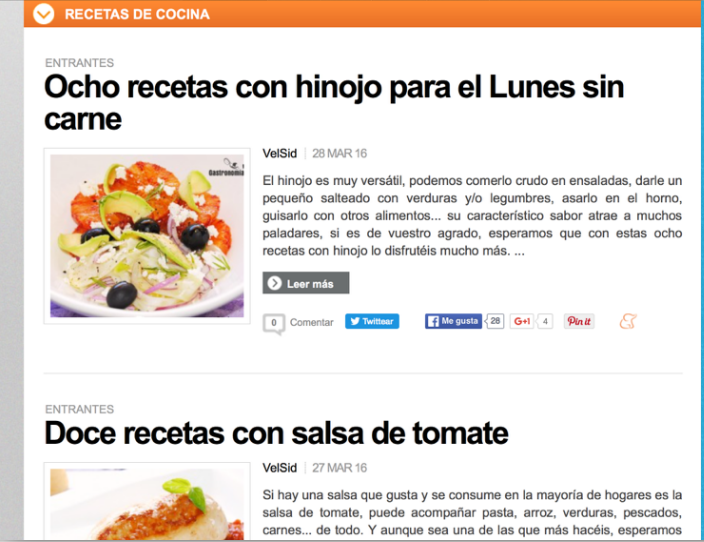 RECETAS DE COCINA
ENTRANTES
Ocho recetas con hinojo para el Lunes sin
carne
VelSid | 28 MAR 16
Gastronomía
El hinojo es muy versátil, podemos comerlo crudo en ensaladas, darle un
pequeño salteado con verduras y/o legumbres, asarlo en el horno,
guisarlo con otros alimentos... su característico sabor atrae a muchos
paladares, si es de vuestro agrado, esperamos que con estas ocho
recetas con hinojo lo disfrutéis mucho más. ...
Leer más
0 Comentar Twittear Me gusta 28 G+1 4 Pin it
ENTRANTES
Doce recetas con salsa de tomate
VelSid | 27 MAR 16
Si hay una salsa que gusta y se consume en la mayoría de hogares es la
salsa de tomate, puede acompañar pasta, arroz, verduras, pescados,
carnes... de todo. Y aunque sea una de las que más hacéis, esperamos